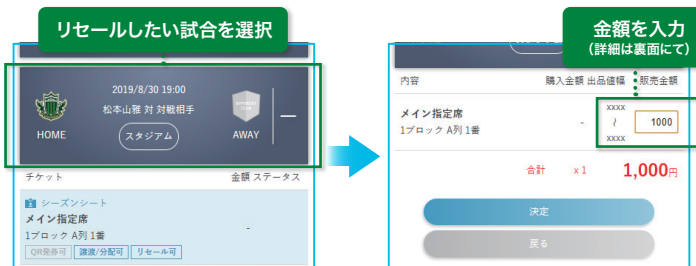 リセールしたい試合を選択
2019/8/30 19:00
松本山雅 対 対戦相手
HOME
スタジアム
AWAY
チケット
金額 ステータス
シーズンシート
メイン指定席
1ブロック A列 1番
-
QR発券可 譲渡/分配可 リセール可
金額を入力
(詳細は裏面にて)
内容
購入金額 出品値幅 販売金額
メイン指定席
1ブロック A列 1番
-
xxxx
~
xxxx
1000
合計 x1 1,000円
決定
戻る